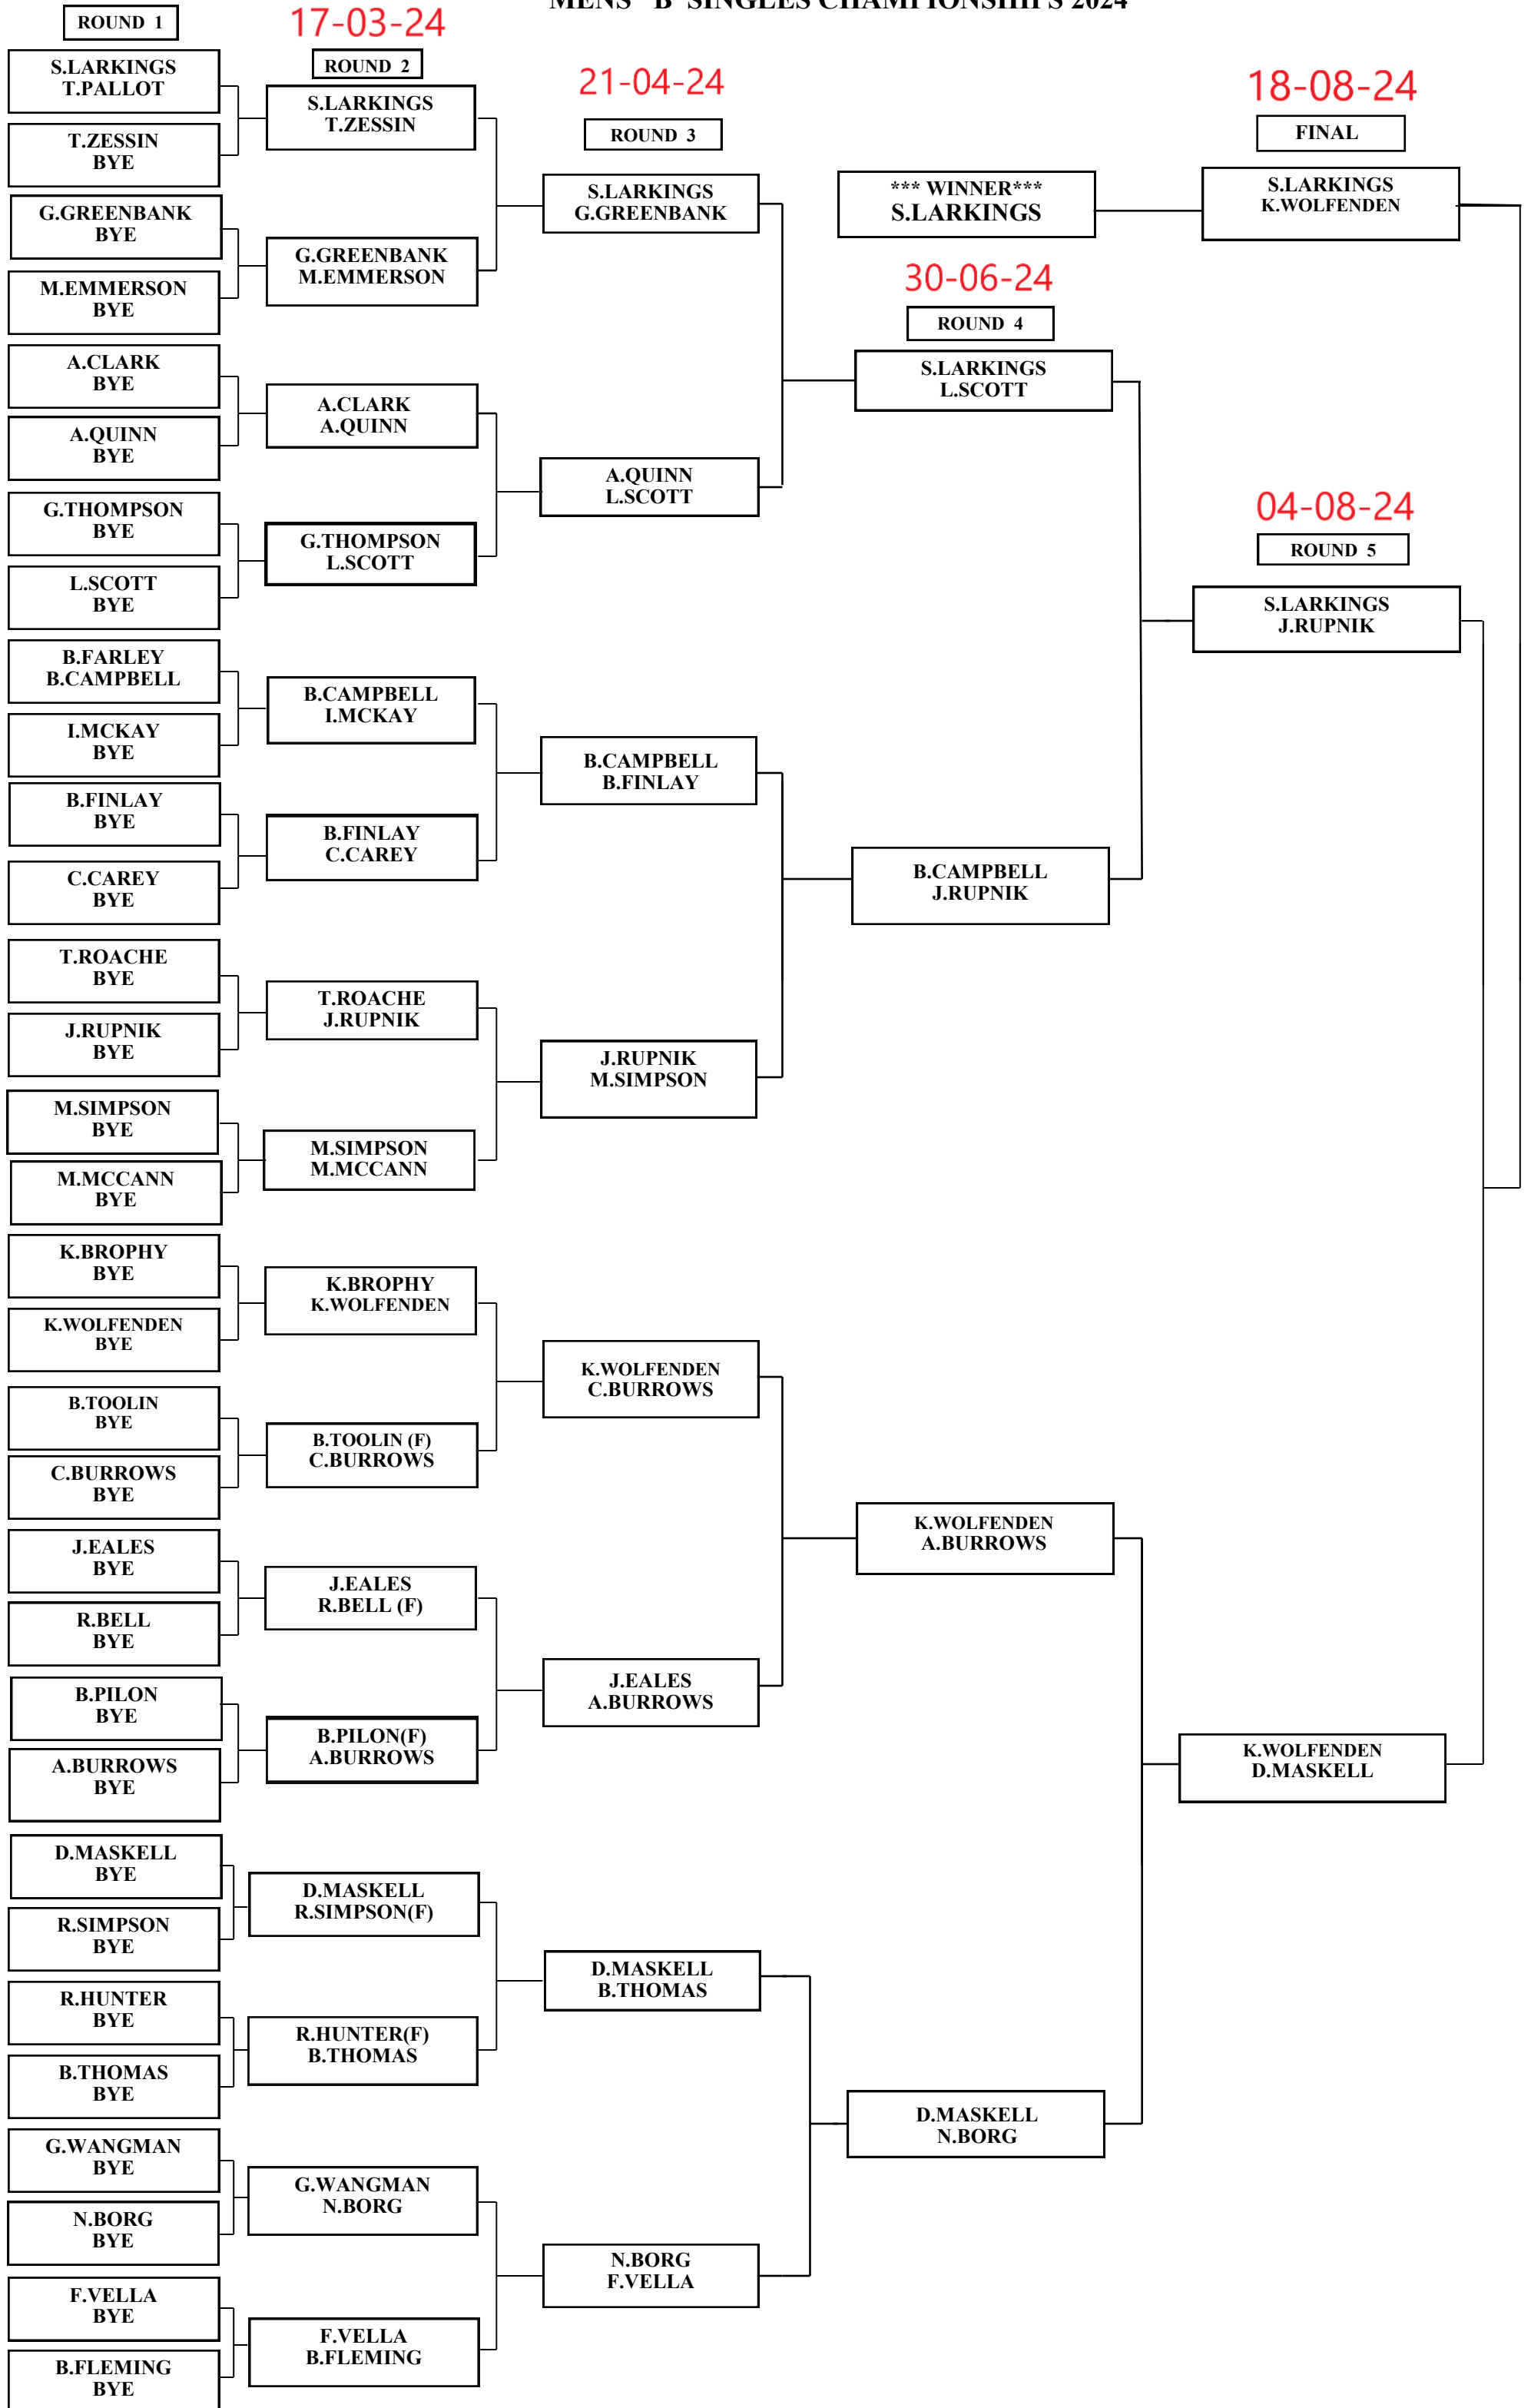 MENS "B" SINGLES CHAMPIONSHIPS 2024
ROUND 1
S.LARKINGS
T.PALLOT
T.ZESSIN
BYE
G.GREENBANK
BYE
M.EMMERSON
BYE
A.CLARK
BYE
A.QUINN
BYE
G.THOMPSON
BYE
L.SCOTT
BYE
B.FARLEY
B.CAMPBELL
I.MCKAY
BYE
B.FINLAY
BYE
C.CAREY
BYE
T.ROACHE
BYE
J.RUPNIK
BYE
M.SIMPSON
BYE
M.MCCANN
BYE
K.BROPHY
BYE
K.WOLFENDEN
BYE
B.TOOLIN
BYE
C.BURROWS
BYE
J.EALES
BYE
R.BELL
BYE
B.PILON
BYE
A.BURROWS
BYE
D.MASKELL
BYE
R.SIMPSON
BYE
R.HUNTER
BYE
B.THOMAS
BYE
G.WANGMAN
BYE
N.BORG
BYE
F.VELLA
BYE
B.FLEMING
BYE
17-03-24
ROUND 2
S.LARKINGS
T.ZESSIN
G.GREENBANK
M.EMMERSON
A.CLARK
A.QUINN
G.THOMPSON
L.SCOTT
B.CAMPBELL
I.MCKAY
B.FINLAY
C.CAREY
T.ROACHE
J.RUPNIK
M.SIMPSON
M.MCCANN
K.BROPHY
K.WOLFENDEN
B.TOOLIN (F)
C.BURROWS
J.EALES
R.BELL (F)
B.PILON(F)
A.BURROWS
D.MASKELL
R.SIMPSON(F)
R.HUNTER(F)
B.THOMAS
G.WANGMAN
N.BORG
F.VELLA
B.FLEMING
21-04-24
ROUND 3
S.LARKINGS
G.GREENBANK
A.QUINN
L.SCOTT
B.CAMPBELL
B.FINLAY
J.RUPNIK
M.SIMPSON
K.WOLFENDEN
C.BURROWS
J.EALES
A.BURROWS
D.MASKELL
B.THOMAS
N.BORG
F.VELLA
*** WINNER***
S.LARKINGS
30-06-24
ROUND 4
S.LARKINGS
L.SCOTT
B.CAMPBELL
J.RUPNIK
K.WOLFENDEN
A.BURROWS
D.MASKELL
N.BORG
18-08-24
FINAL
S.LARKINGS
K.WOLFENDEN
04-08-24
ROUND 5
S.LARKINGS
J.RUPNIK
K.WOLFENDEN
D.MASKELL